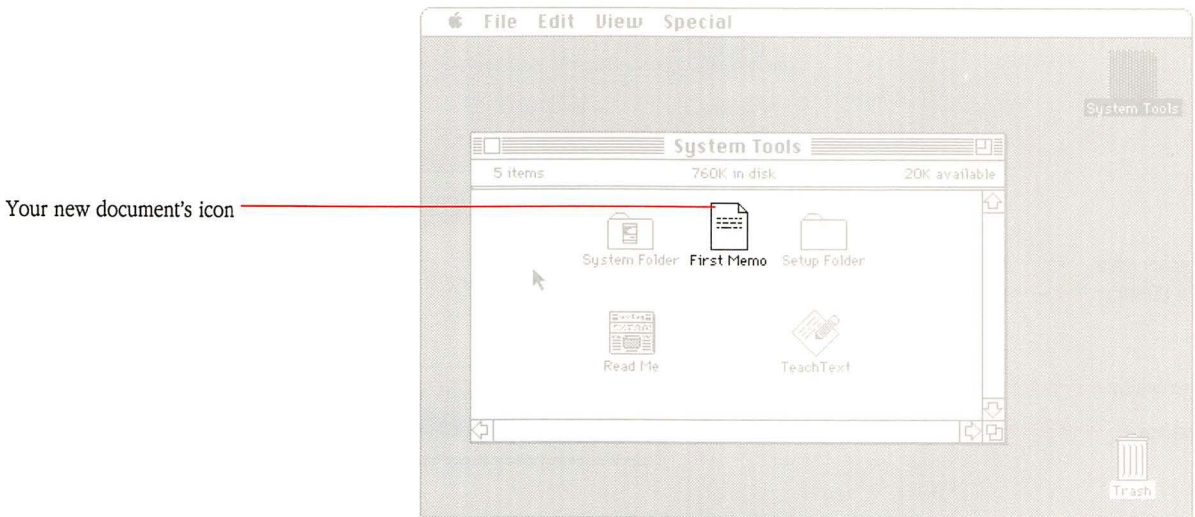 File Edit View Special
System Tools
System Tools
5 items 760K in disk 20K available
Your new document's icon
System Folder First Memo Setup Folder
Read Me TeachText
Trash